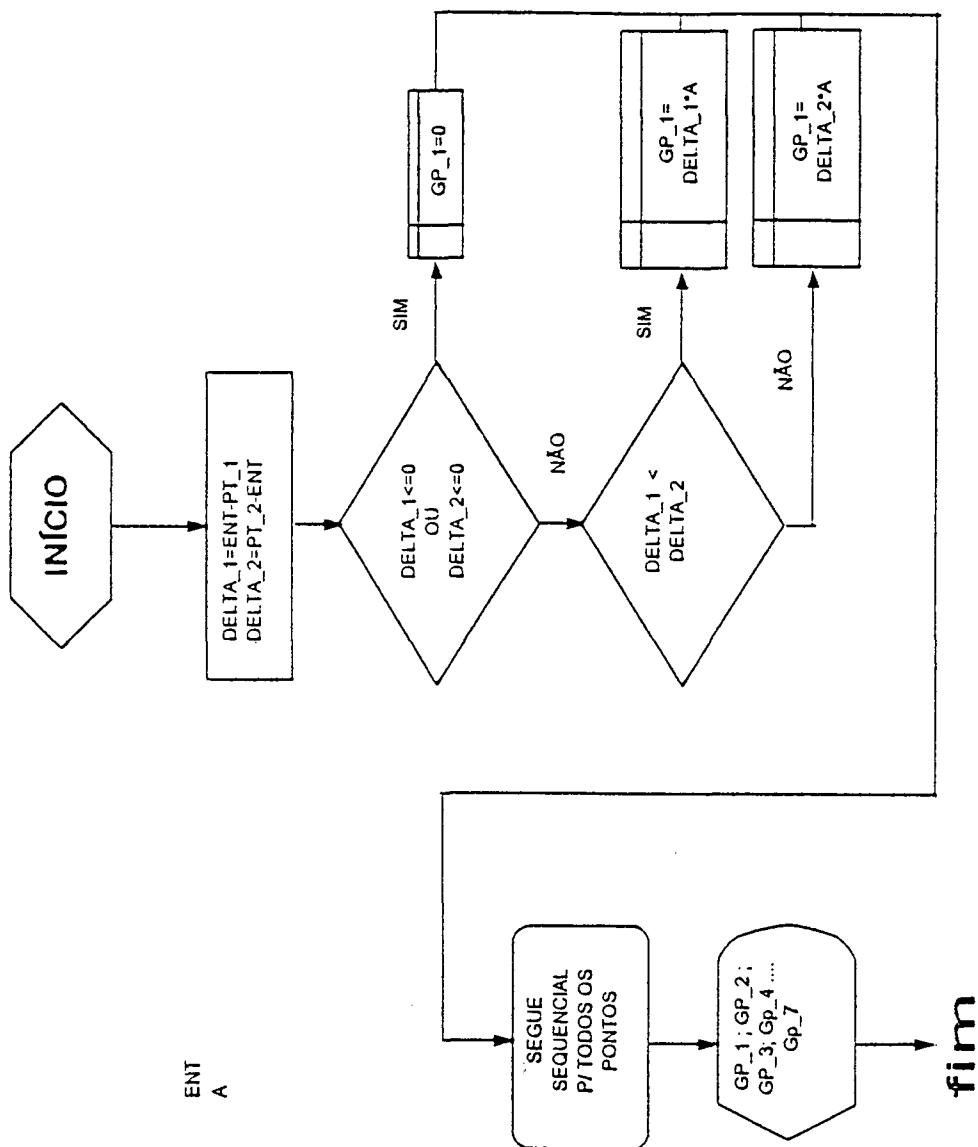 ENT
A
INÍCIO
DELTA_1=ENT-PT_1
DELTA_2=PT_2-ENT
DELTA_1<=0
OU
DELTA_2<=0
SIM
GP_1=0
NÃO
DELTA_1 <
DELTA_2
SIM
GP_1=
DELTA_1*A
NÃO
GP_1=
DELTA_2*A
SEGUE
SEQUENCIAL
P/ TODOS OS
PONTOS
GP_1 ; GP_2 ;
GP_3; Gp_4 ....
Gp_7
fim